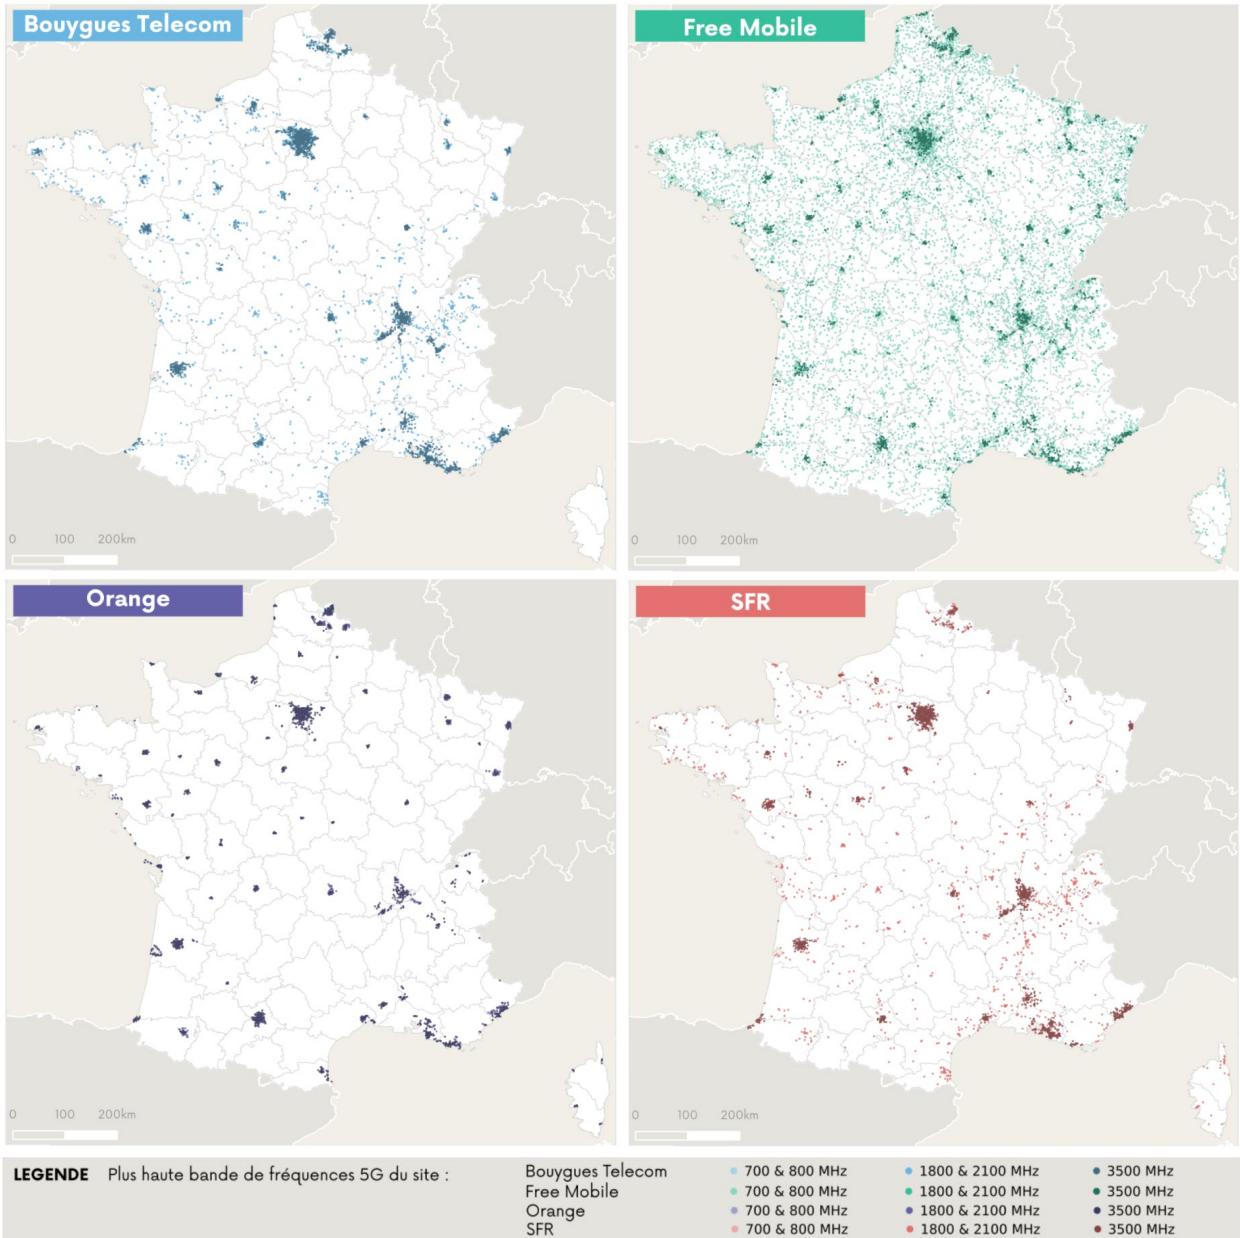 Bouygues Telecom
Free Mobile
0 100 200km
0 100 200km
Orange
SFR
0 100 200km
0 100 200km
LEGENDE Plus haute bande de fréquences 5G du site :
Bouygues Telecom 700 & 800 MHz 1800 & 2100 MHz 3500 MHz
Free Mobile 700 & 800 MHz 1800 & 2100 MHz 3500 MHz
Orange 700 & 800 MHz 1800 & 2100 MHz 3500 MHz
SFR 700 & 800 MHz 1800 & 2100 MHz 3500 MHz